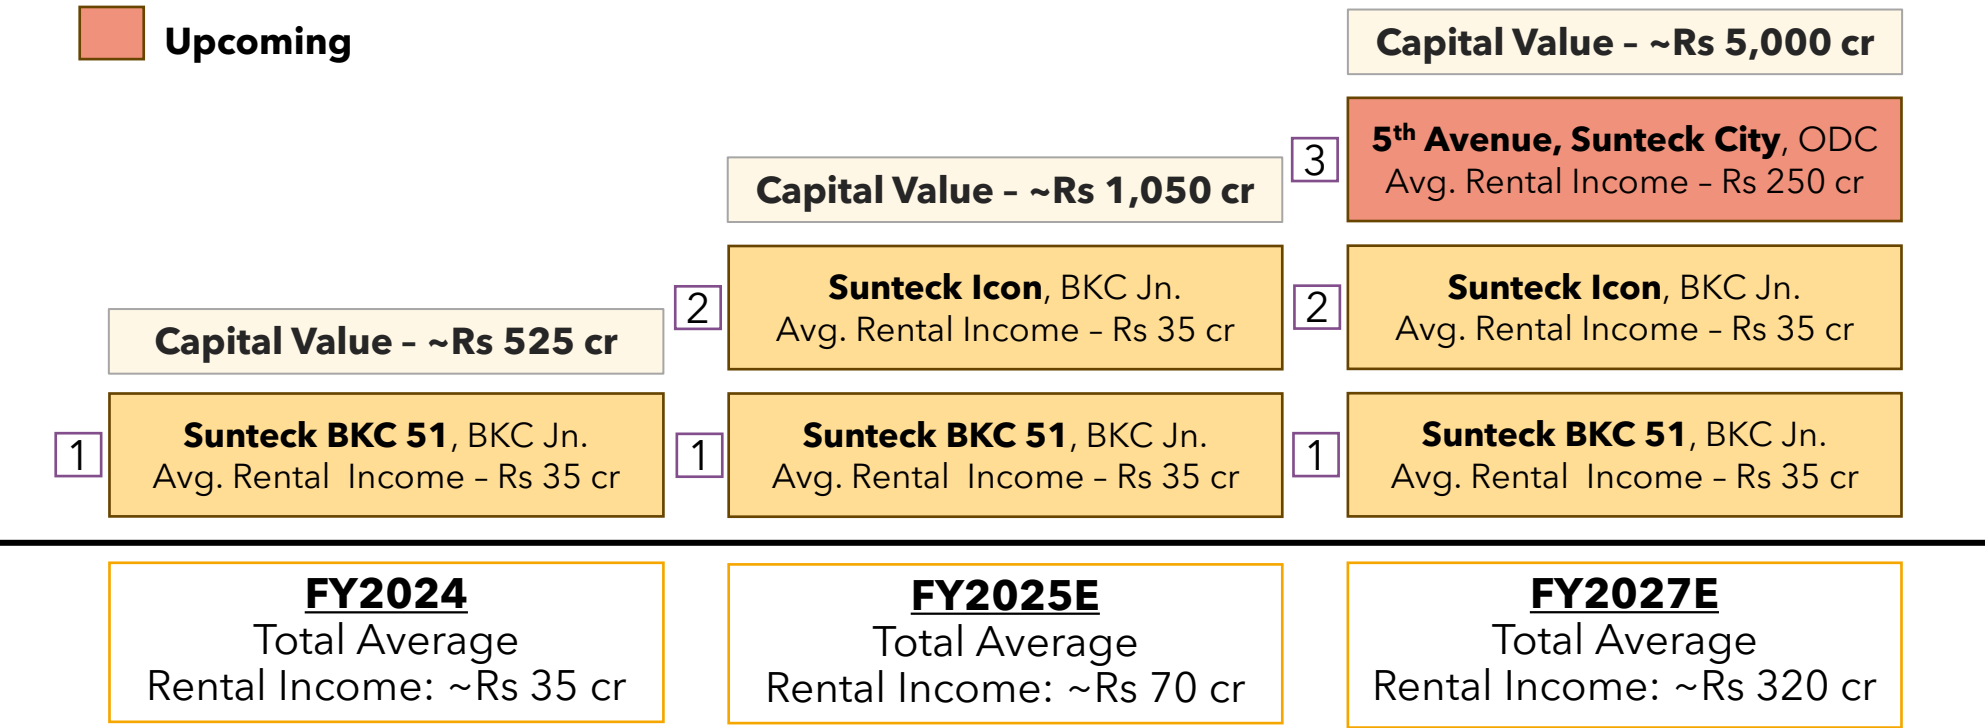 Upcoming
Capital Value – ~Rs 5,000 cr
3
5th Avenue, Sunteck City, ODC
Avg. Rental Income – Rs 250 cr
Capital Value – ~Rs 1,050 cr
2
Sunteck Icon, BKC Jn.
Avg. Rental Income – Rs 35 cr
2
Sunteck Icon, BKC Jn.
Avg. Rental Income – Rs 35 cr
Capital Value – ~Rs 525 cr
1
Sunteck BKC 51, BKC Jn.
Avg. Rental Income – Rs 35 cr
1
Sunteck BKC 51, BKC Jn.
Avg. Rental Income – Rs 35 cr
1
Sunteck BKC 51, BKC Jn.
Avg. Rental Income – Rs 35 cr
FY2024
Total Average
Rental Income: ~Rs 35 cr
FY2025E
Total Average
Rental Income: ~Rs 70 cr
FY2027E
Total Average
Rental Income: ~Rs 320 cr